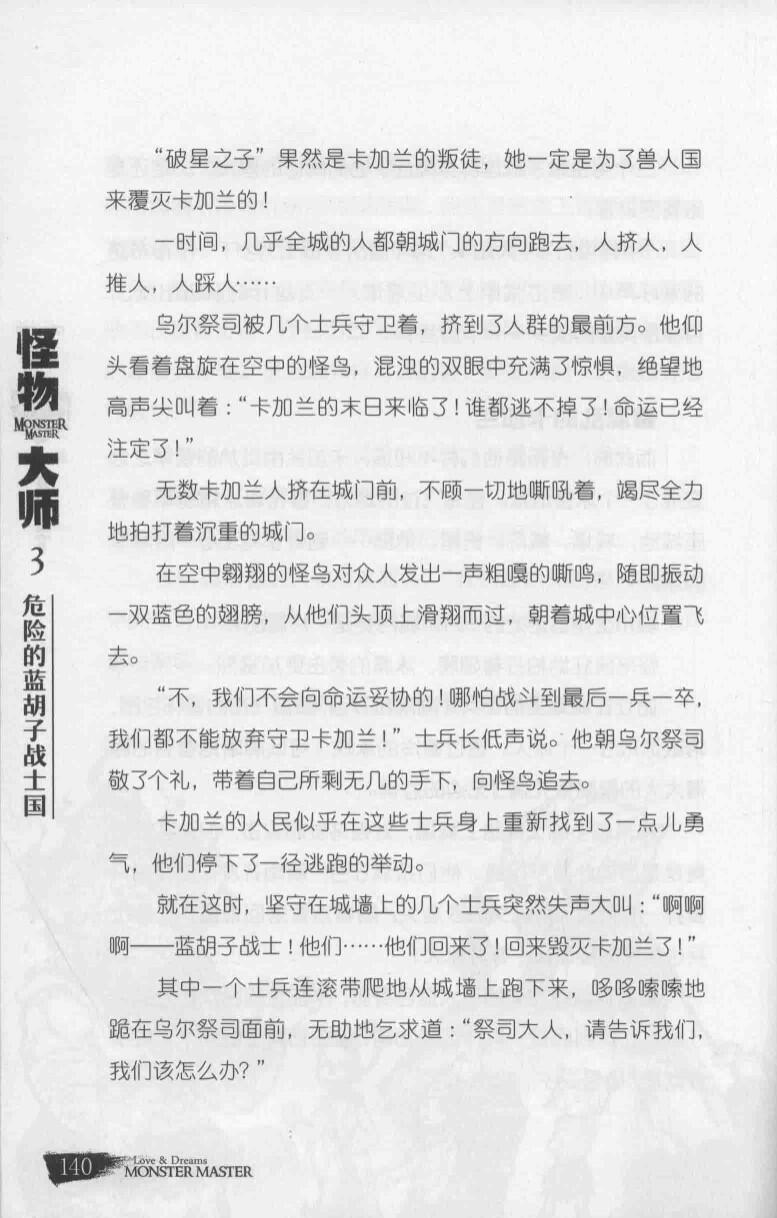 “破星之子”果然是卡加兰的叛徒，她一定是为了兽人国
来覆灭卡加兰的！
一时间，几乎全城的人都朝城门的方向跑去，人挤人，人
推人，人踩人……
乌尔祭司被几个士兵守卫着，挤到了人群的最前方。他仰
头看着盘旋在空中的怪鸟，混浊的双眼中充满了惊惧，绝望地
高声尖叫着：“卡加兰的末日来临了！谁都逃不掉了！命运已经
注定了！”
无数卡加兰人挤在城门前，不顾一切地嘶吼着，竭尽全力
地拍打着沉重的城门。
在空中翱翔的怪鸟对众人发出一声粗嘎的嘶鸣，随即振动
一双蓝色的翅膀，从他们头顶上滑翔而过，朝着城中心位置飞
去。
“不，我们不会向命运妥协的！哪怕战斗到最后一兵一卒，
我们都不能放弃守卫卡加兰！”士兵长低声说。他朝乌尔祭司
敬了个礼，带着自己所剩无几的手下，向怪鸟追去。
卡加兰的人民似乎在这些士兵身上重新找到了一点儿勇
气，他们停下了一径逃跑的举动。
就在这时，坚守在城墙上的几个士兵突然失声大叫：“啊啊
啊——蓝胡子战士！他们……他们回来了！回来毁灭卡加兰了！”
其中一个士兵连滚带爬地从城墙上跑下来，哆哆嗦嗦地
跪在乌尔祭司面前，无助地乞求道：“祭司大人，请告诉我们，
我们该怎么办？”
怪物
MONSTER
MASTER
大师
3
危险的蓝胡子战士国
140
Love & Dreams
MONSTER MASTER